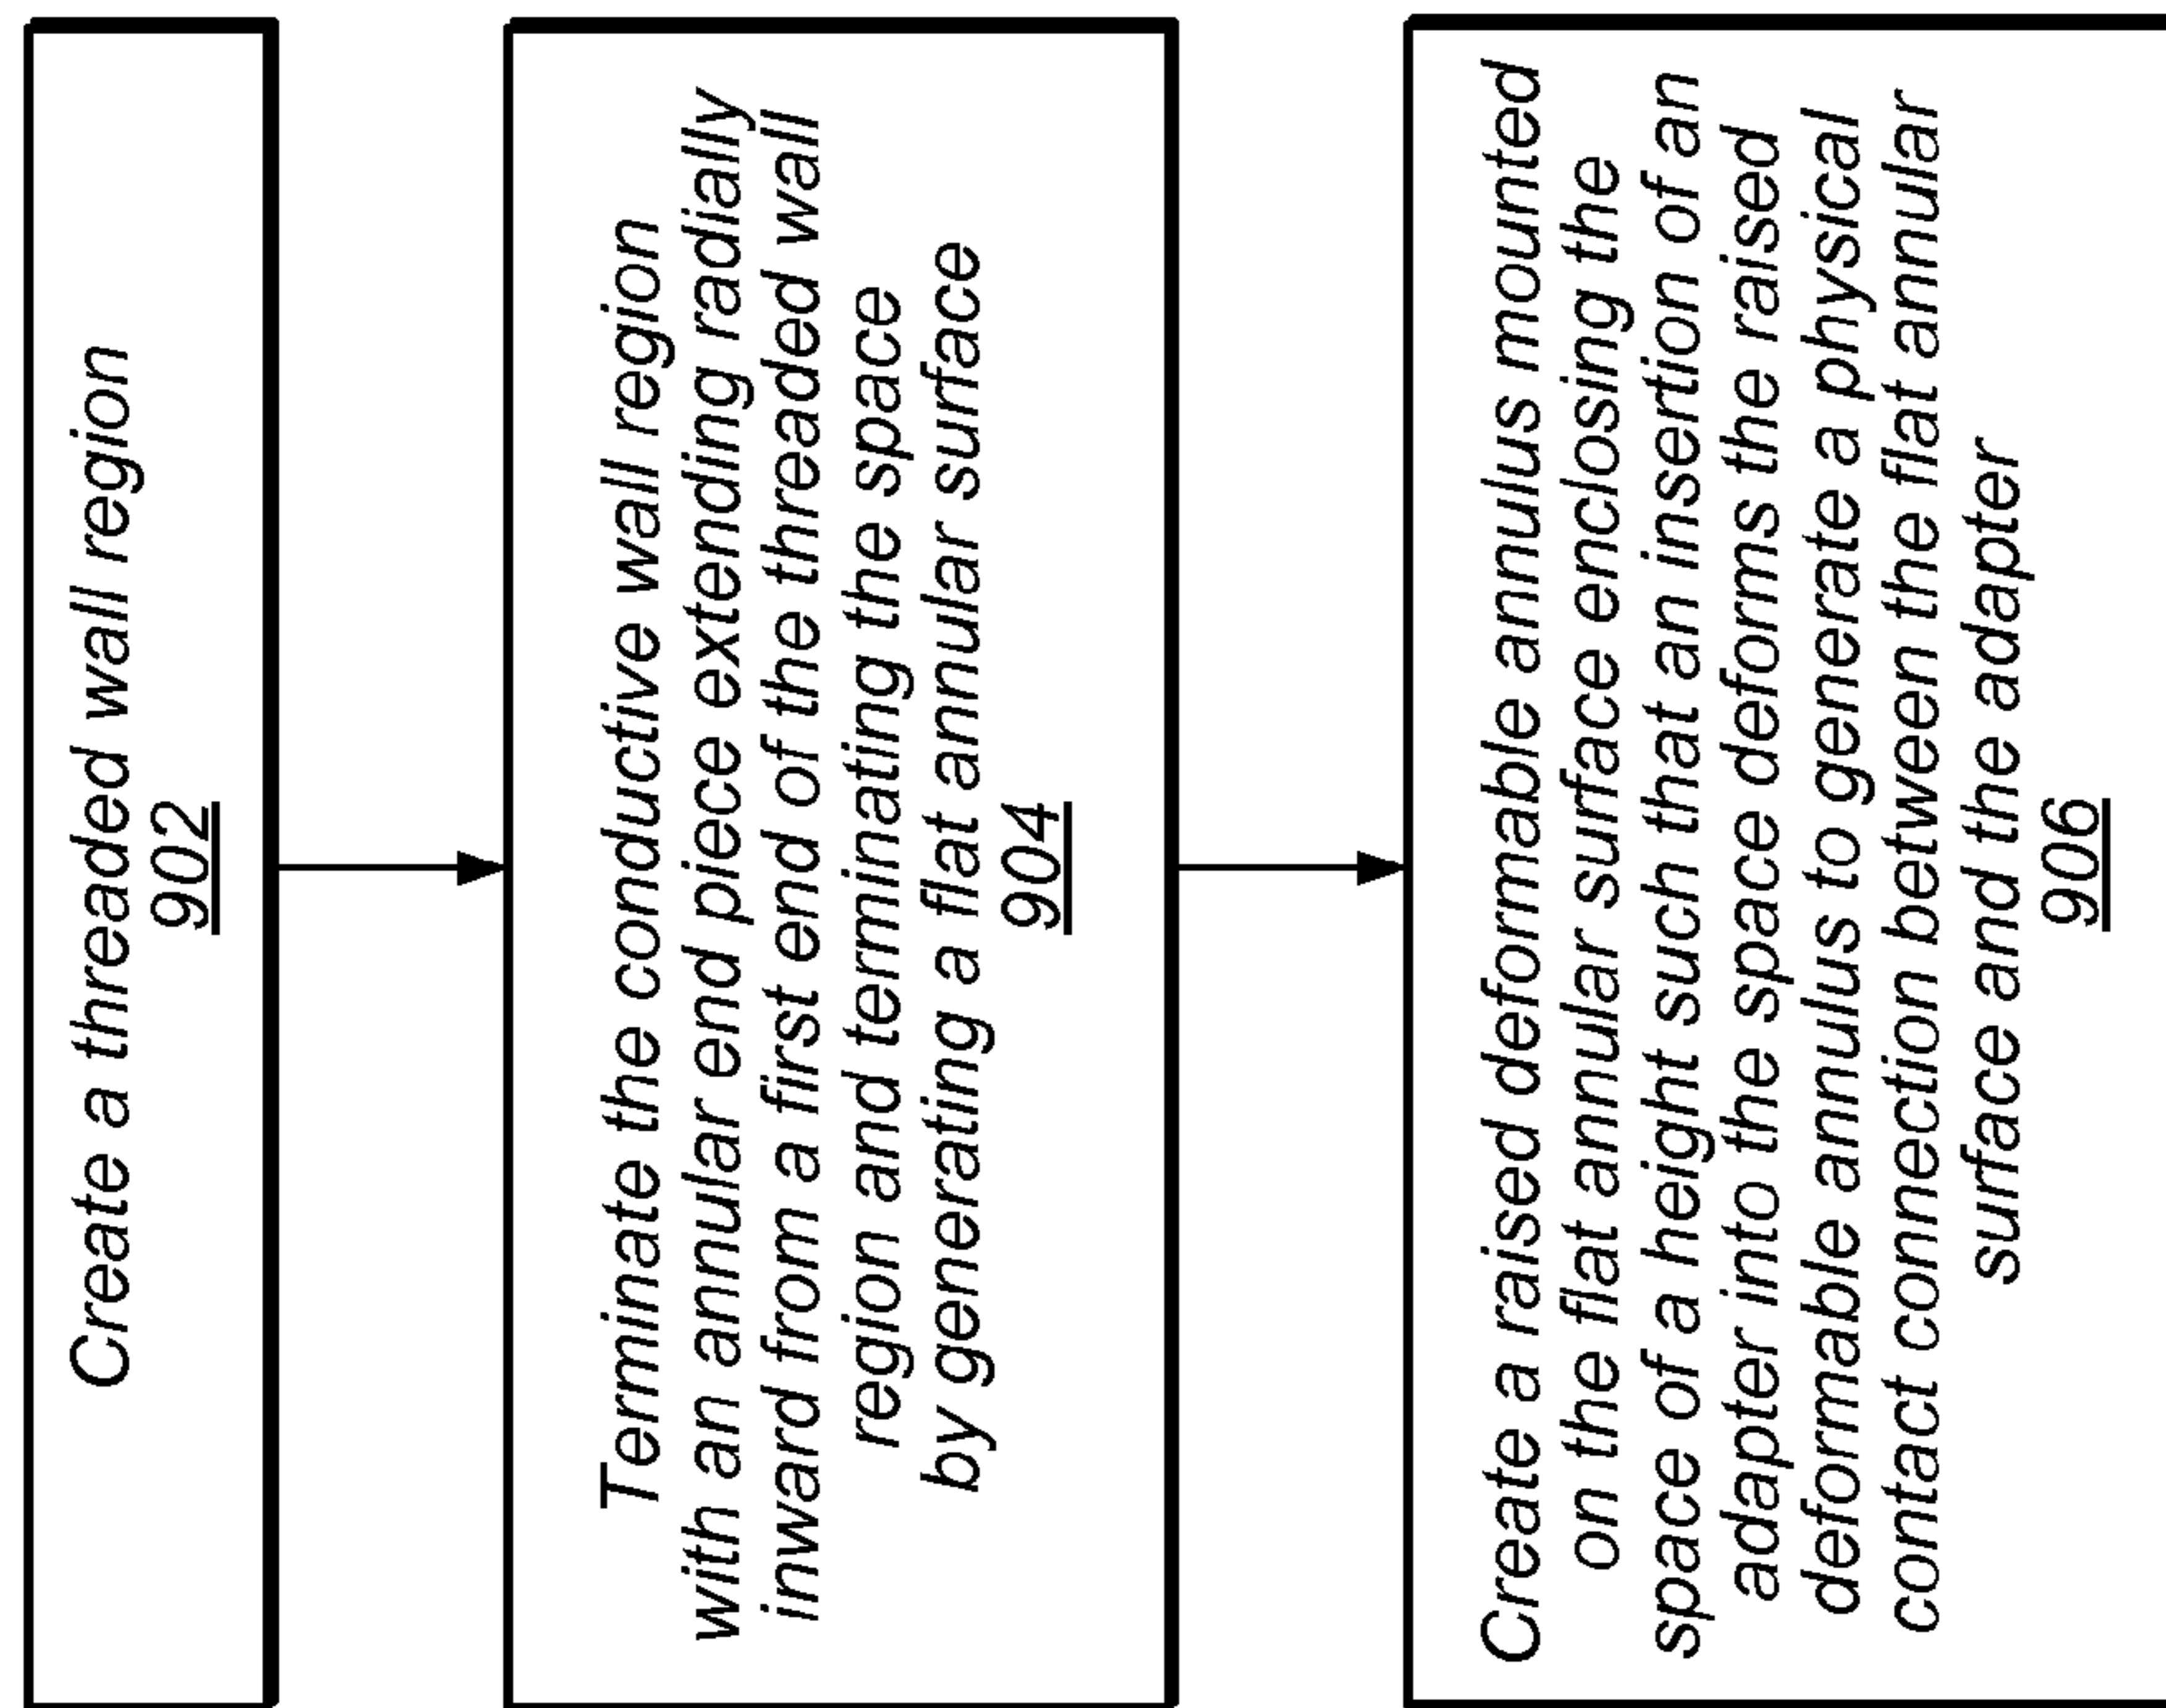 Create a threaded wall region
902
Terminate the conductive wall region
with an annular end piece extending radially
inward from a first end of the threaded wall
region and terminating the space
by generating a flat annular surface
904
Create a raised deformable annulus mounted
on the flat annular surface enclosing the
space of a height such that an insertion of an
adapter into the space deforms the raised
deformable annulus to generate a physical
contact connection between the flat annular
surface and the adapter
906